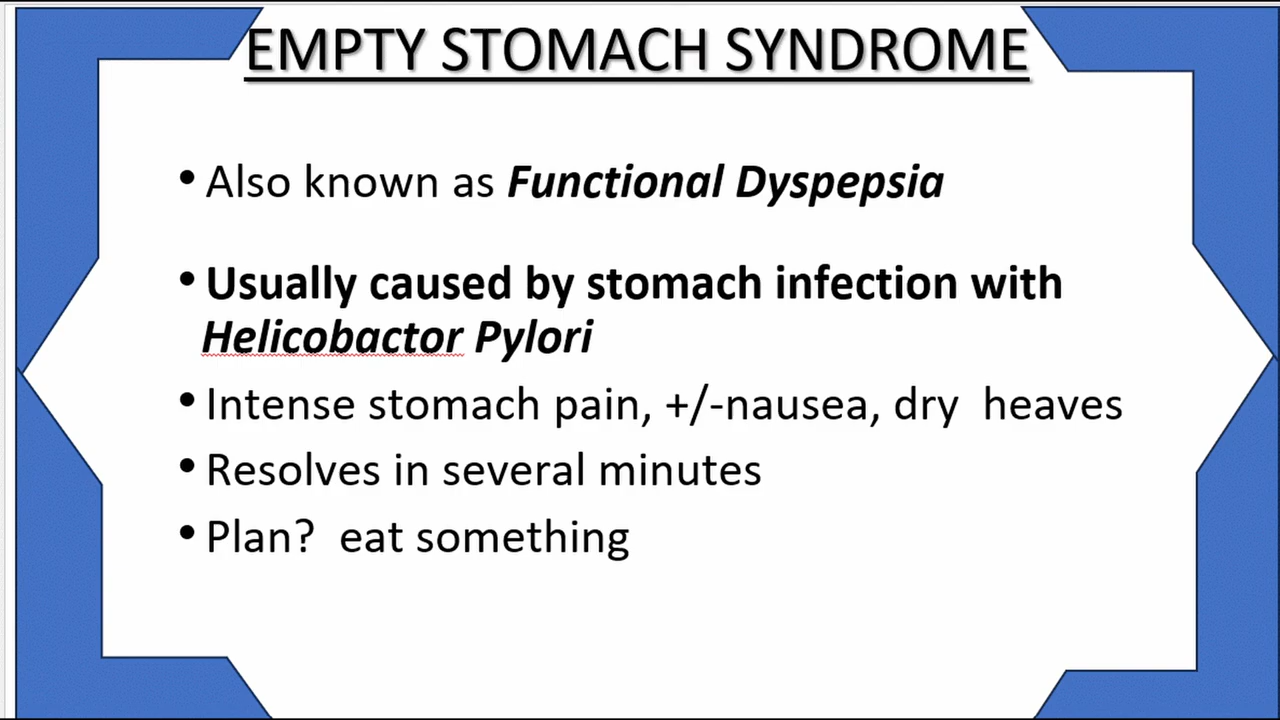 EMPTY STOMACH SYNDROME
• Also known as Functional Dyspepsia
• Usually caused by stomach infection with
Helicobactor Pylori
• Intense stomach pain, +/-nausea, dry  heaves
• Resolves in several minutes
• Plan?  eat something